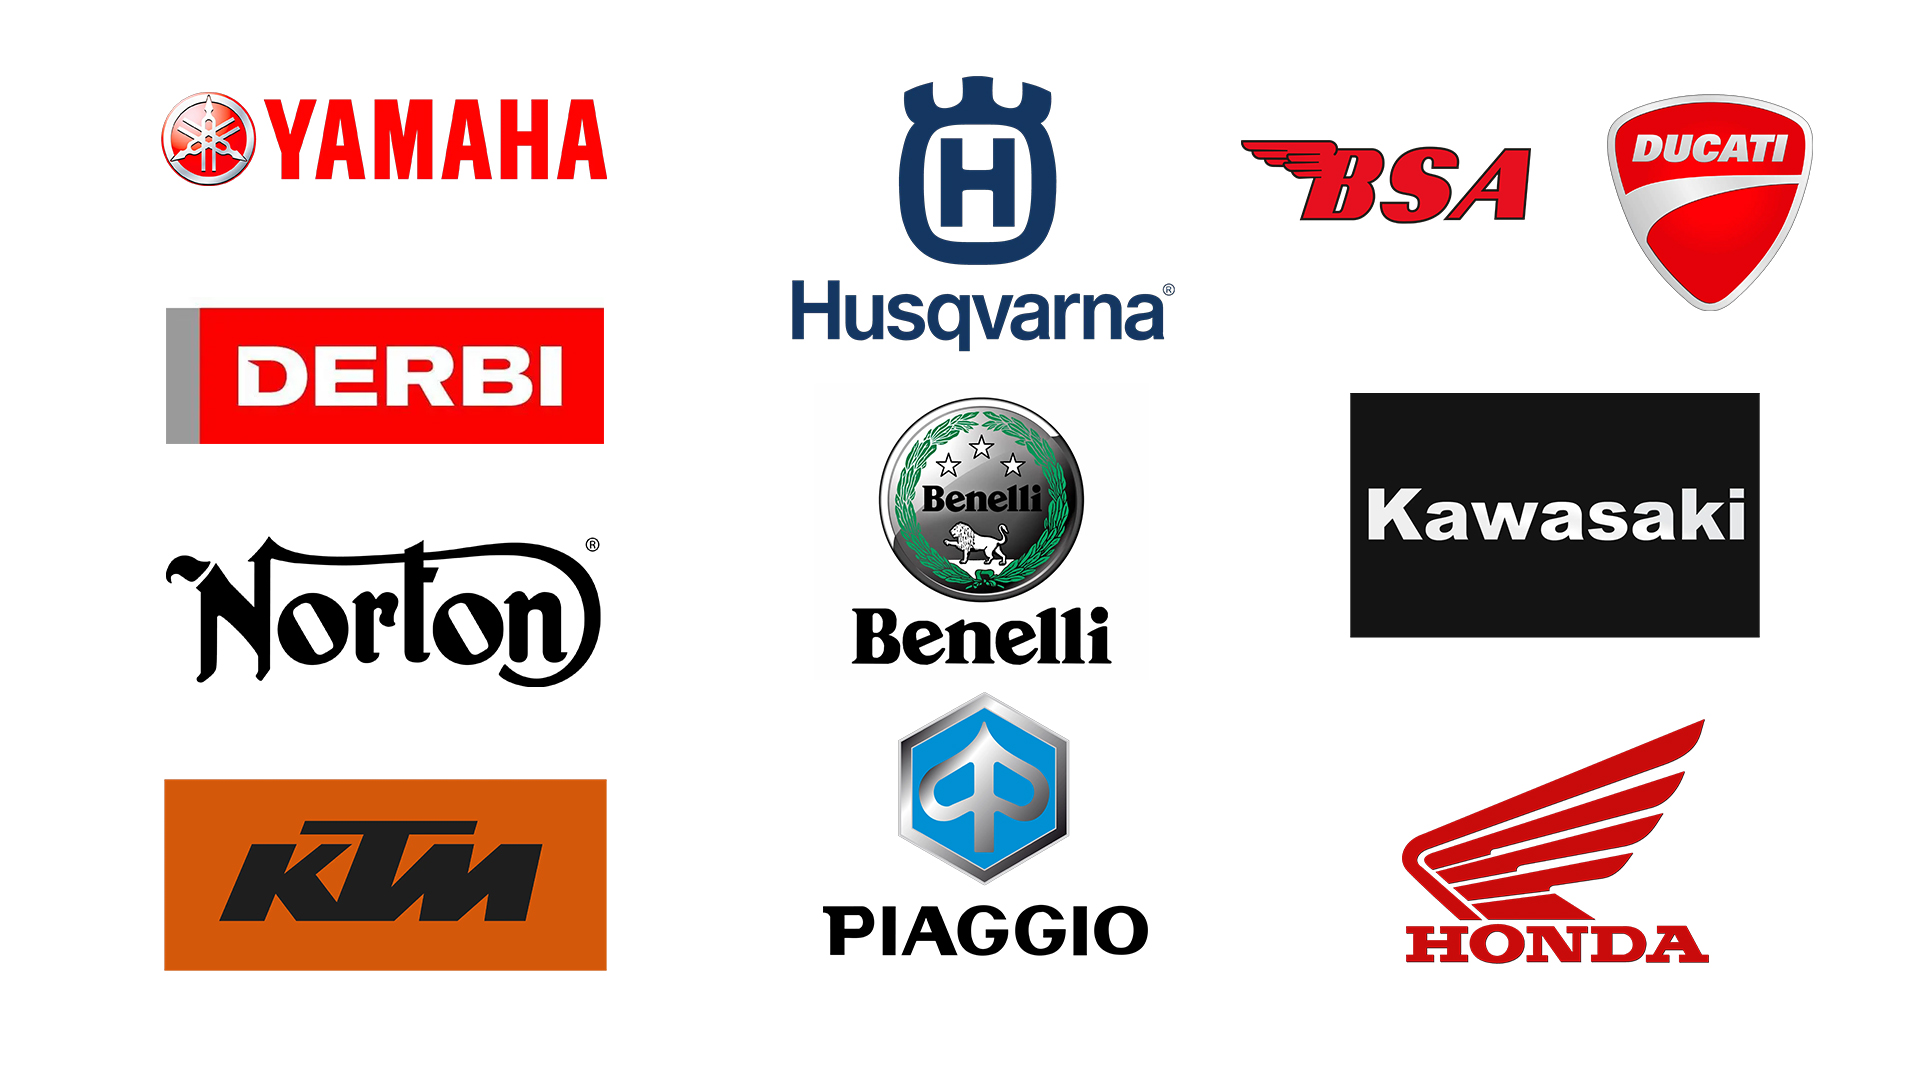 YAMAHA
H
Husqvarna®
BSA
DUCATI
DERBI
Benelli
Benelli
Kawasaki
Norton®
KTM
PIAGGIO
HONDA